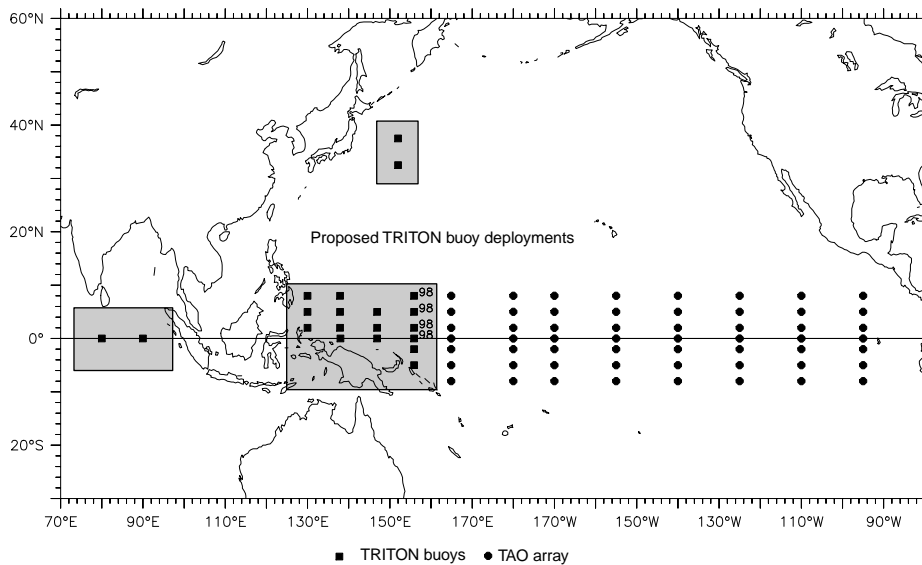 60°N
40°N
20°N
0°
20°S
Proposed TRITON buoy deployments
98
98
98
98
70°E 90°E 110°E 130°E 150°E 170°E 170°W 150°W 130°W 110°W 90°W
TRITON buoys TAO array